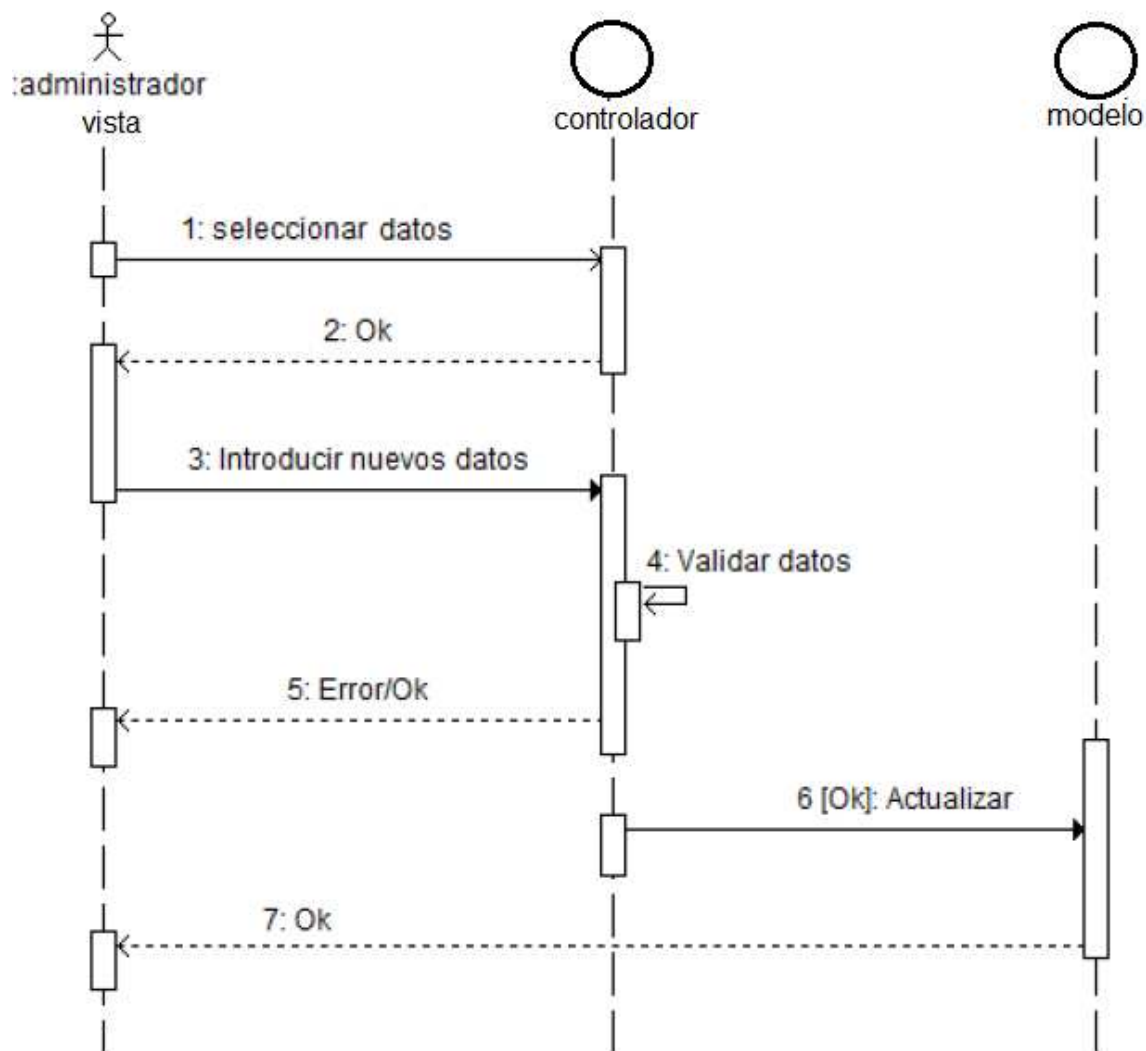 :administrador
vista
controlador
modelo
1: seleccionar datos
2: Ok
3: Introducir nuevos datos
4: Validar datos
5: Error/Ok
6 [Ok]: Actualizar
7: Ok